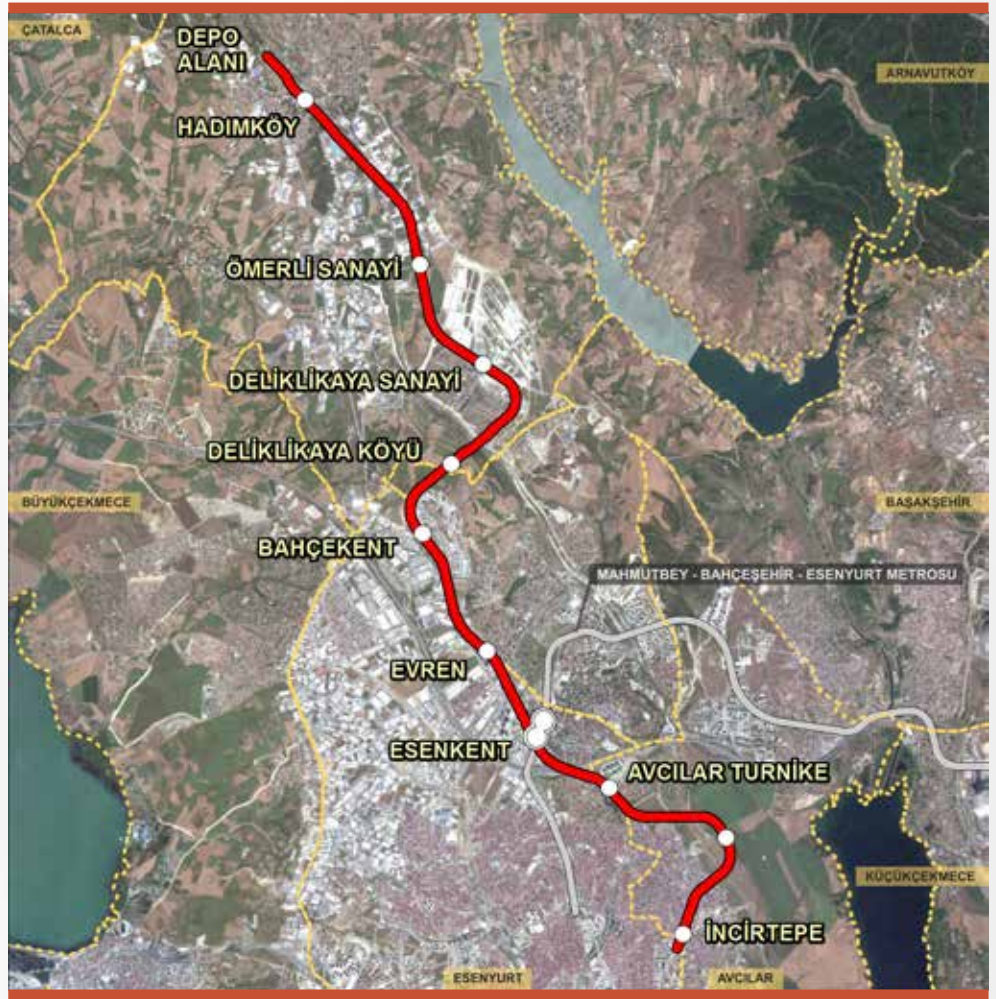 ÇATALCA
DEPO
ALANI
ARNAVUTKÖY
HADIMKÖY
ÖMERLİ SANAYİ
DELİKLİKAYA SANAYİ
DELİKLİKAYA KÖYÜ
BÜYÜKÇEKMECE
BAŞAKŞEHİR
BAHÇEKENT
MAHMUTBEY - BAHÇEŞEHİR - ESENYURT METROSU
EVREN
ESENKENT
AVCILAR TURNİKE
KÜÇÜKÇEKMECE
İNCİRTEPE
ESENYURT
AVCILAR